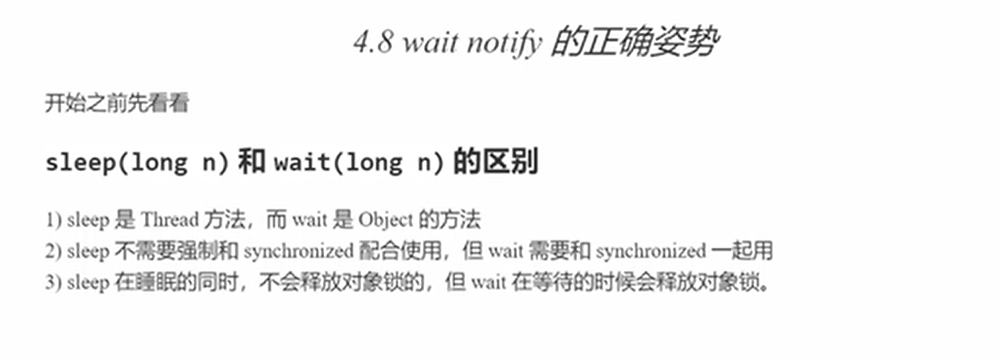 4.8 wait notify 的正确姿势
开始之前先看看
sleep(long n) 和 wait(long n) 的区别
1) sleep 是 Thread 方法，而 wait 是 Object 的方法
2) sleep 不需要强制和 synchronized 配合使用，但 wait 需要和 synchronized 一起用
3) sleep 在睡眠的同时，不会释放对象锁的，但 wait 在等待的时候会释放对象锁。